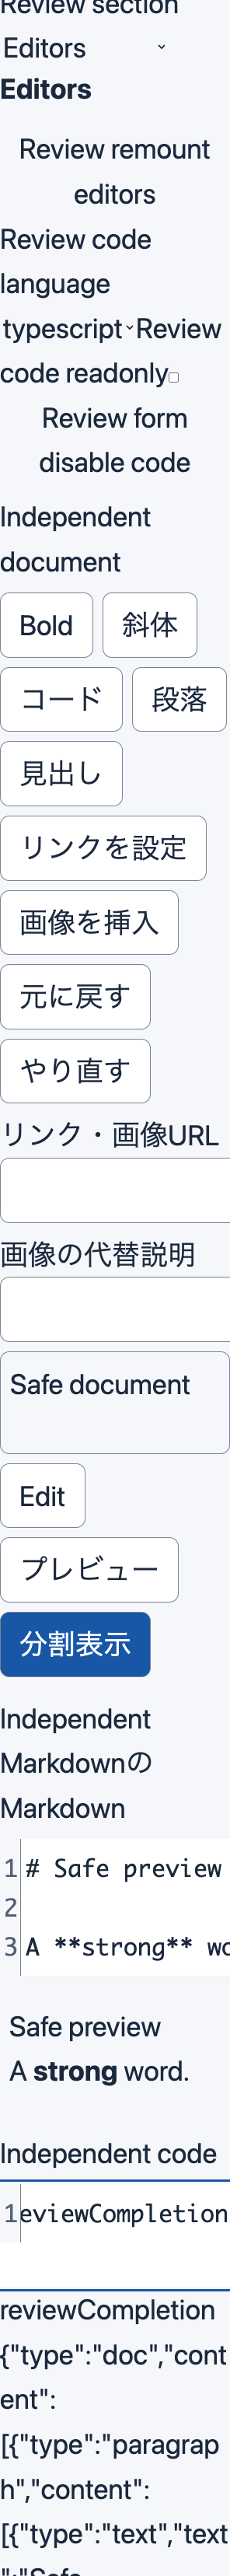 Review section
Editors
Editors
Review remount
editors
Review code
language
typescript Review
code readonly
Review form
disable code
Independent
document
Bold 斜体
コード 段落
見出し
リンクを設定
画像を挿入
元に戻す
やり直す
リンク・画像URL
画像の代替説明
Safe document
Edit
プレビュー
分割表示
Independent
Markdownの
Markdown
1 # Safe preview
2
3 A **strong** wo
Safe preview
A strong word.
Independent code
1 eviewCompletion
reviewCompletion
{"type":"doc","cont
ent":
[{"type":"paragrap
h","content":
[{"type":"text","text
":"Safe